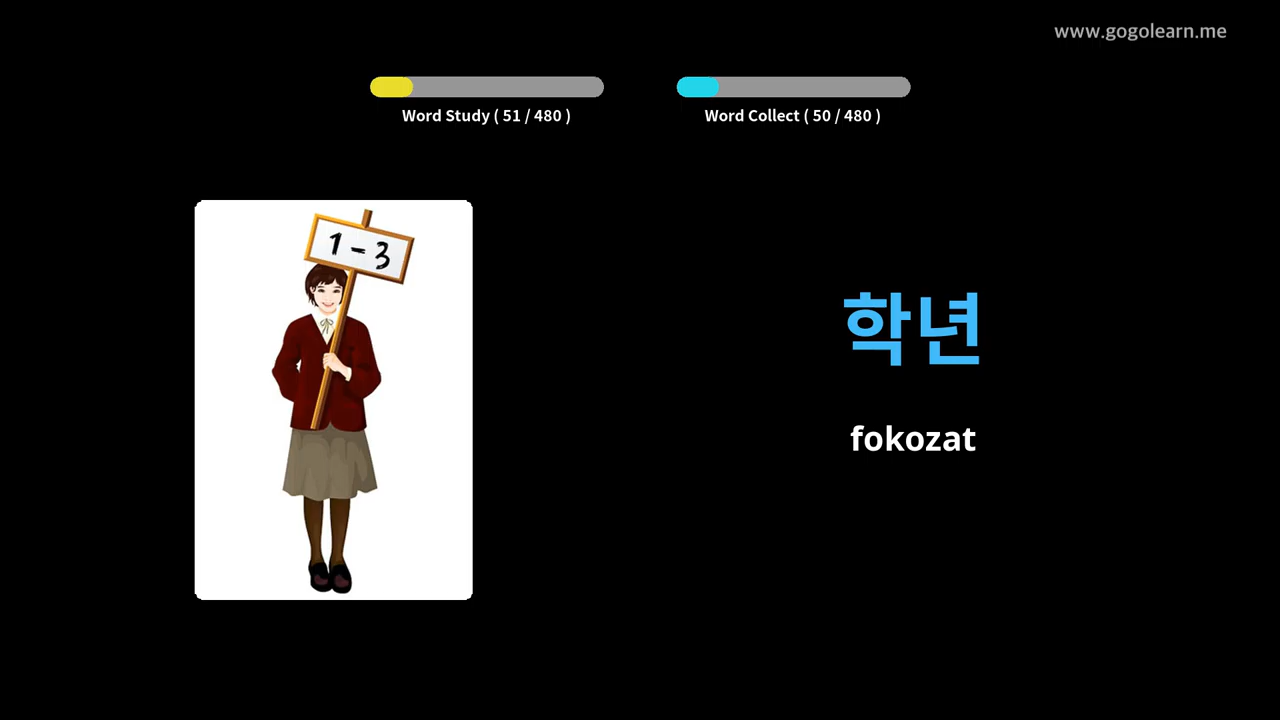 www.gogolearn.me
Word Study ( 51 / 480 )
Word Collect ( 50 / 480 )
1 - 3
학년
fokozat